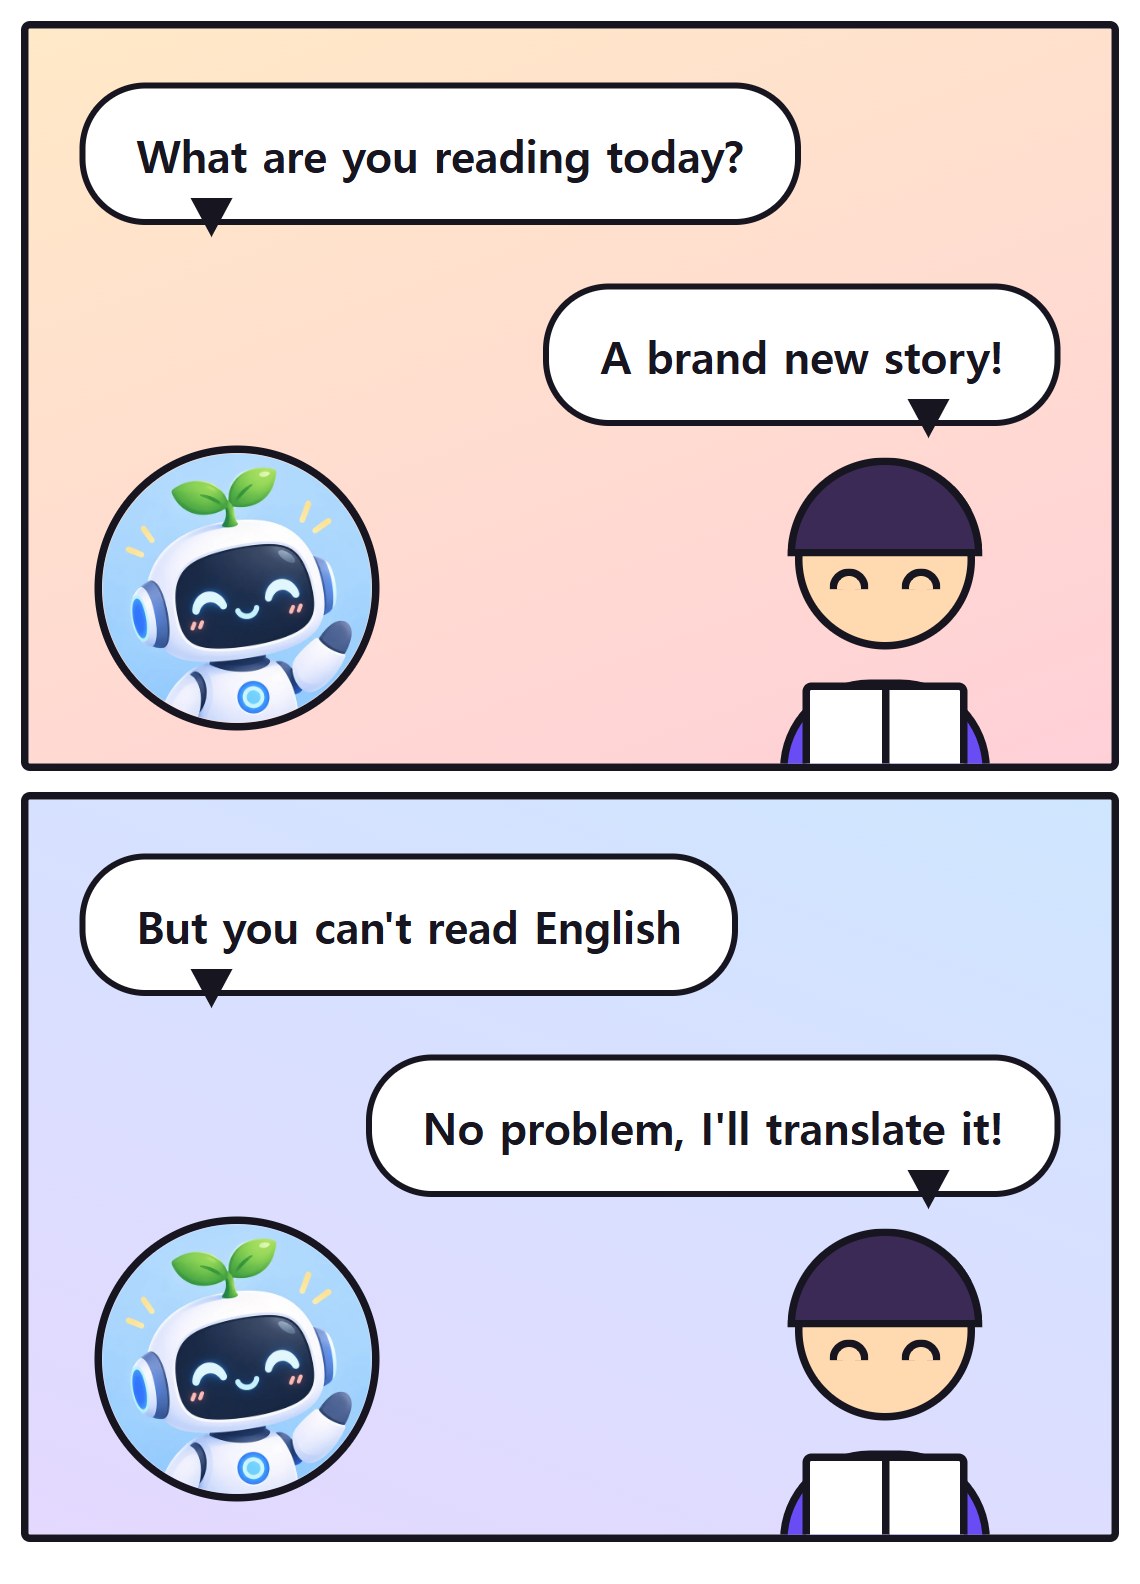 What are you reading today?
A brand new story!
But you can't read English
No problem, I'll translate it!